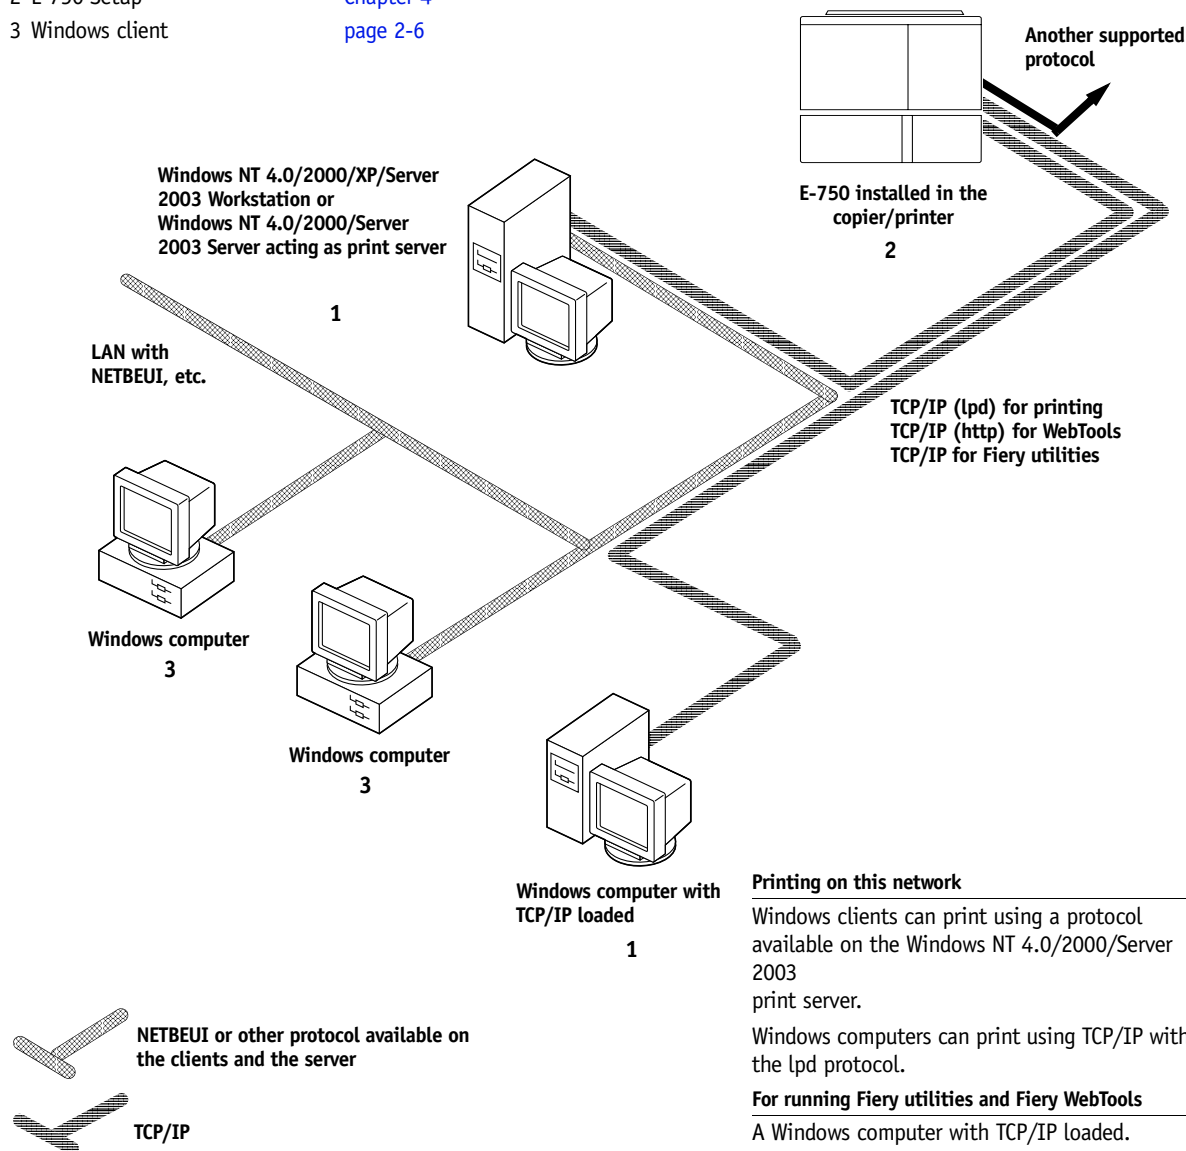 2 E-750 Setup Chapter 4
3 Windows client page 2-6
Another supported
protocol
Windows NT 4.0/2000/XP/Server
2003 Workstation or
Windows NT 4.0/2000/Server
2003 Server acting as print server
1
E-750 installed in the
copier/printer
2
LAN with
NETBEUI, etc.
TCP/IP (lpd) for printing
TCP/IP (http) for WebTools
TCP/IP for Fiery utilities
Windows computer
3
Windows computer
3
Windows computer with
TCP/IP loaded
1
Printing on this network
Windows clients can print using a protocol
available on the Windows NT 4.0/2000/Server
2003
print server.
Windows computers can print using TCP/IP with
the lpd protocol.
For running Fiery utilities and Fiery WebTools
A Windows computer with TCP/IP loaded.
NETBEUI or other protocol available on
the clients and the server
TCP/IP